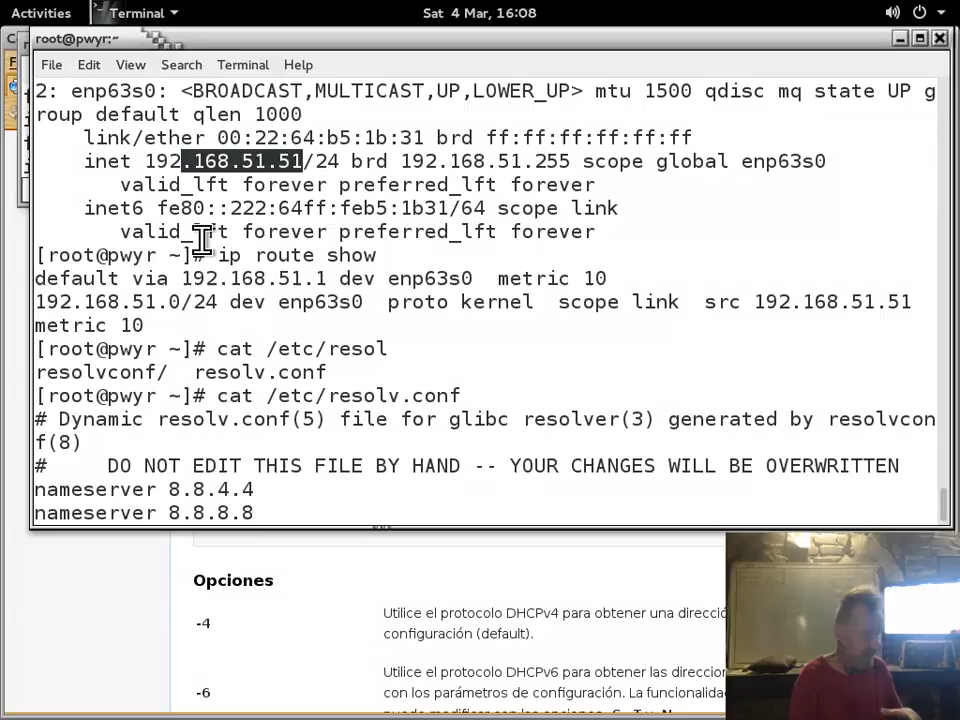 Activities Terminal Sat 4 Mar, 16:08
root@pwyr:~
File Edit View Search Terminal Help
2: enp63s0: <BROADCAST,MULTICAST,UP,LOWER_UP> mtu 1500 qdisc mq state UP g
roup default qlen 1000
link/ether 00:22:64:b5:1b:31 brd ff:ff:ff:ff:ff:ff
inet 192.168.51.51/24 brd 192.168.51.255 scope global enp63s0
valid_lft forever preferred_lft forever
inet6 fe80::222:64ff:feb5:1b31/64 scope link
valid_lft forever preferred_lft forever
[root@pwyr ~]# ip route show
default via 192.168.51.1 dev enp63s0  metric 10
192.168.51.0/24 dev enp63s0  proto kernel  scope link  src 192.168.51.51
metric 10
[root@pwyr ~]# cat /etc/resol
resolvconf/  resolv.conf
[root@pwyr ~]# cat /etc/resolv.conf
# Dynamic resolv.conf(5) file for glibc resolver(3) generated by resolvcon
f(8)
#     DO NOT EDIT THIS FILE BY HAND -- YOUR CHANGES WILL BE OVERWRITTEN
nameserver 8.8.4.4
nameserver 8.8.8.8
Opciones
-4 Utilice el protocolo DHCPv4 para obtener una direcció
configuración (default).
-6 Utilice el protocolo DHCPv6 para obtener las direccion
con los parámetros de configuración. La funcionalida